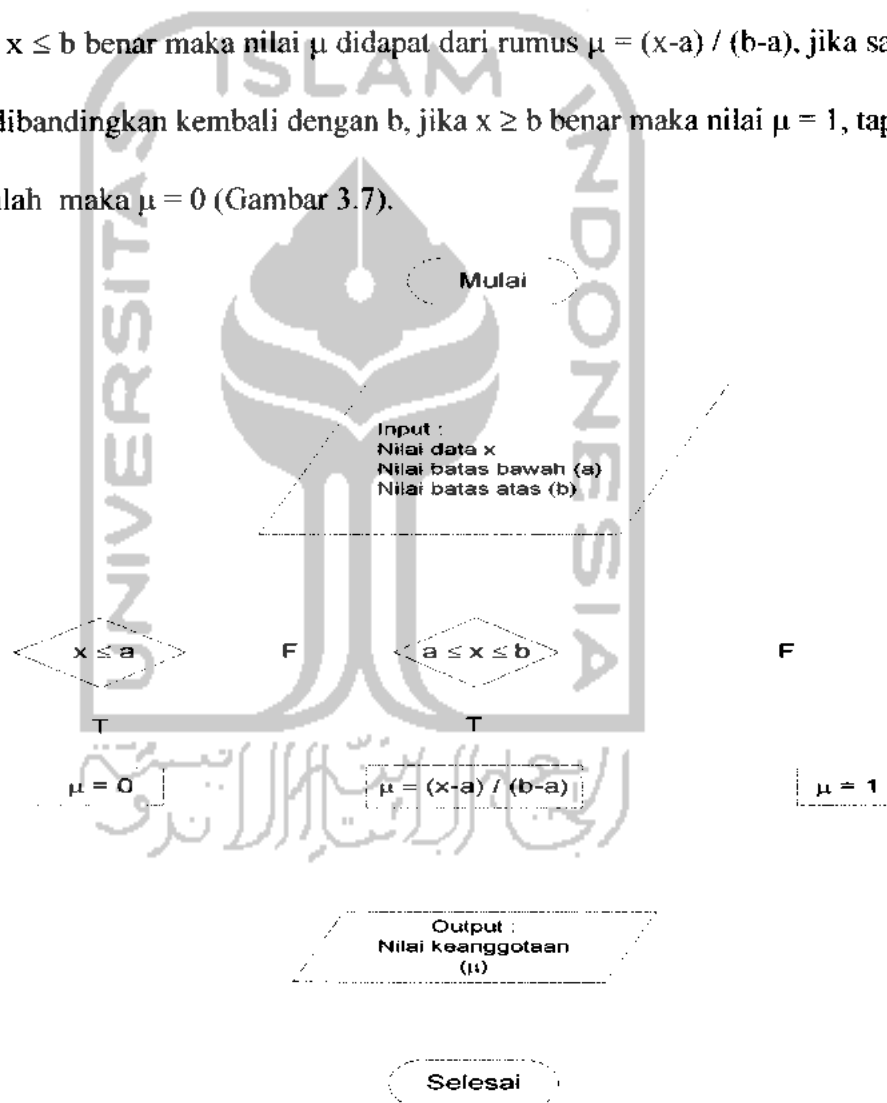 x ≤ b benar maka nilai μ didapat dari rumus μ = (x-a) / (b-a), jika sa
dibandingkan kembali dengan b, jika x ≥ b benar maka nilai μ = 1, tap
lah maka μ = 0 (Gambar 3.7).
ISLAM
UNIVERSITAS
INDONESIA
Mulai
Input :
Nilai data x
Nilai batas bawah (a)
Nilai batas atas (b)
x ≤ a
F
a ≤ x ≤ b
F
T
T
μ = 0
μ = (x-a) / (b-a)
μ = 1
Output :
Nilai keanggotaan
(μ)
Selesai